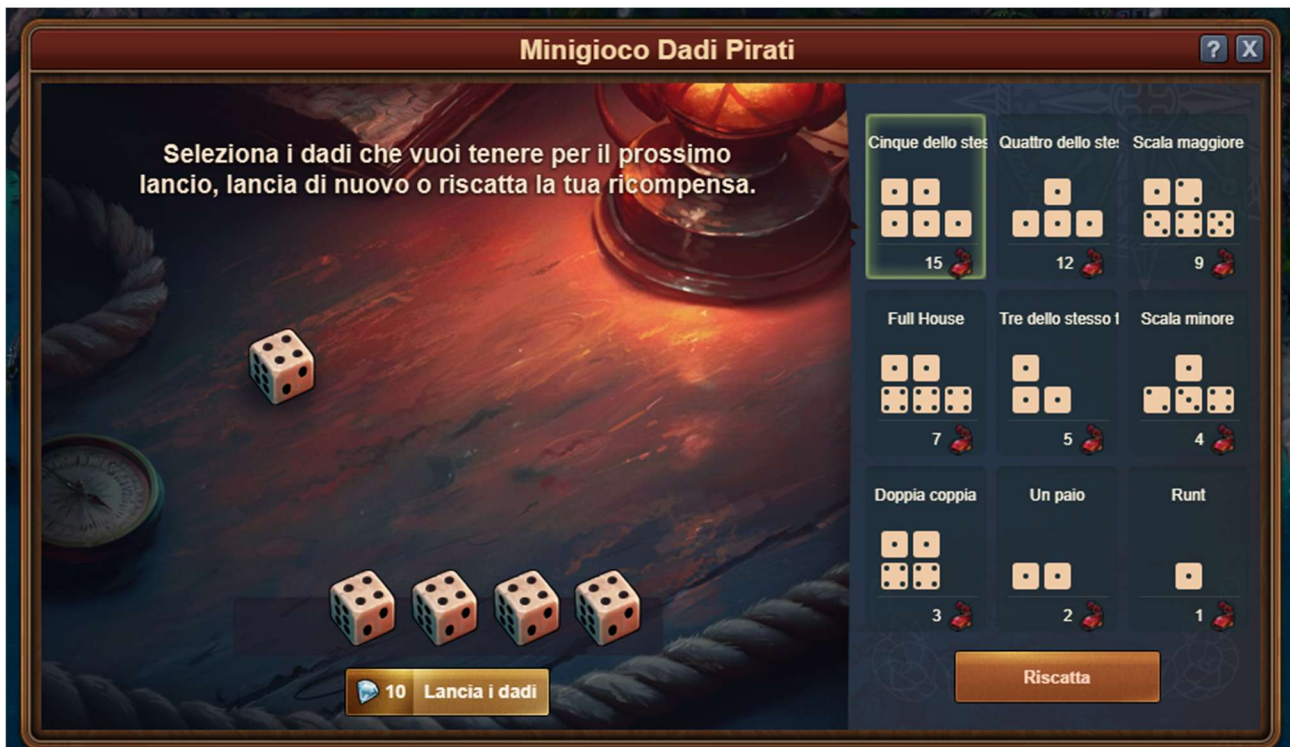 Minigioco Dadi Pirati
? X
Seleziona i dadi che vuoi tenere per il prossimo
lancio, lancia di nuovo o riscatta la tua ricompensa.
Cinque dello stes
Quattro dello ste
Scala maggiore
15
12
9
Full House
Tre dello stesso t
Scala minore
7
5
4
Doppia coppia
Un paio
Runt
3
2
1
10 Lancia i dadi
Riscatta